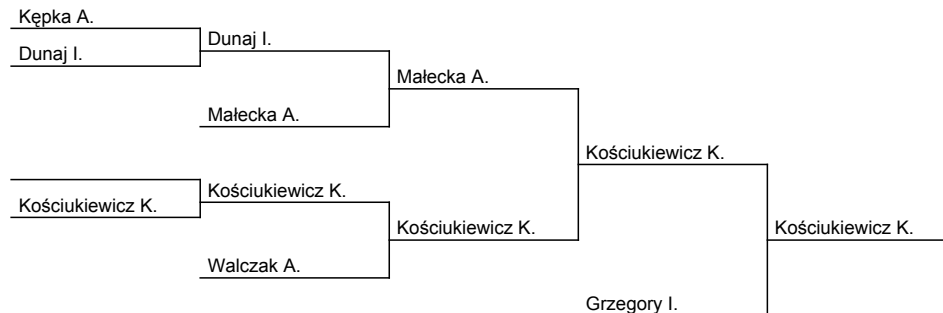 Kępka A.
Dunaj I.
Dunaj I.
Małecka A.
Małecka A.
Kościukiewicz K.
Kościukiewicz K.
Kościukiewicz K.
Kościukiewicz K.
Kościukiewicz K.
Walczak A.
Grzegory I.